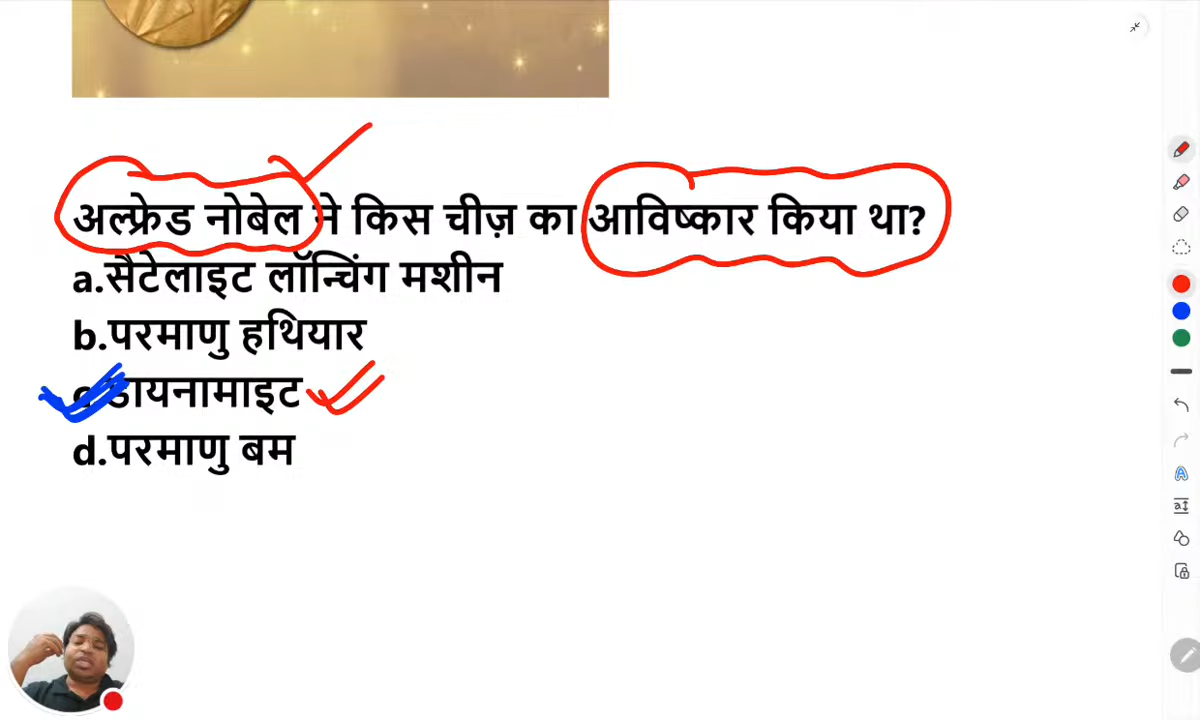 अल्फ्रेड नोबेल ने किस चीज़ का आविष्कार किया था?
a.सैटेलाइट लॉन्चिंग मशीन
b.परमाणु हथियार
c.डायनामाइट
d.परमाणु बम